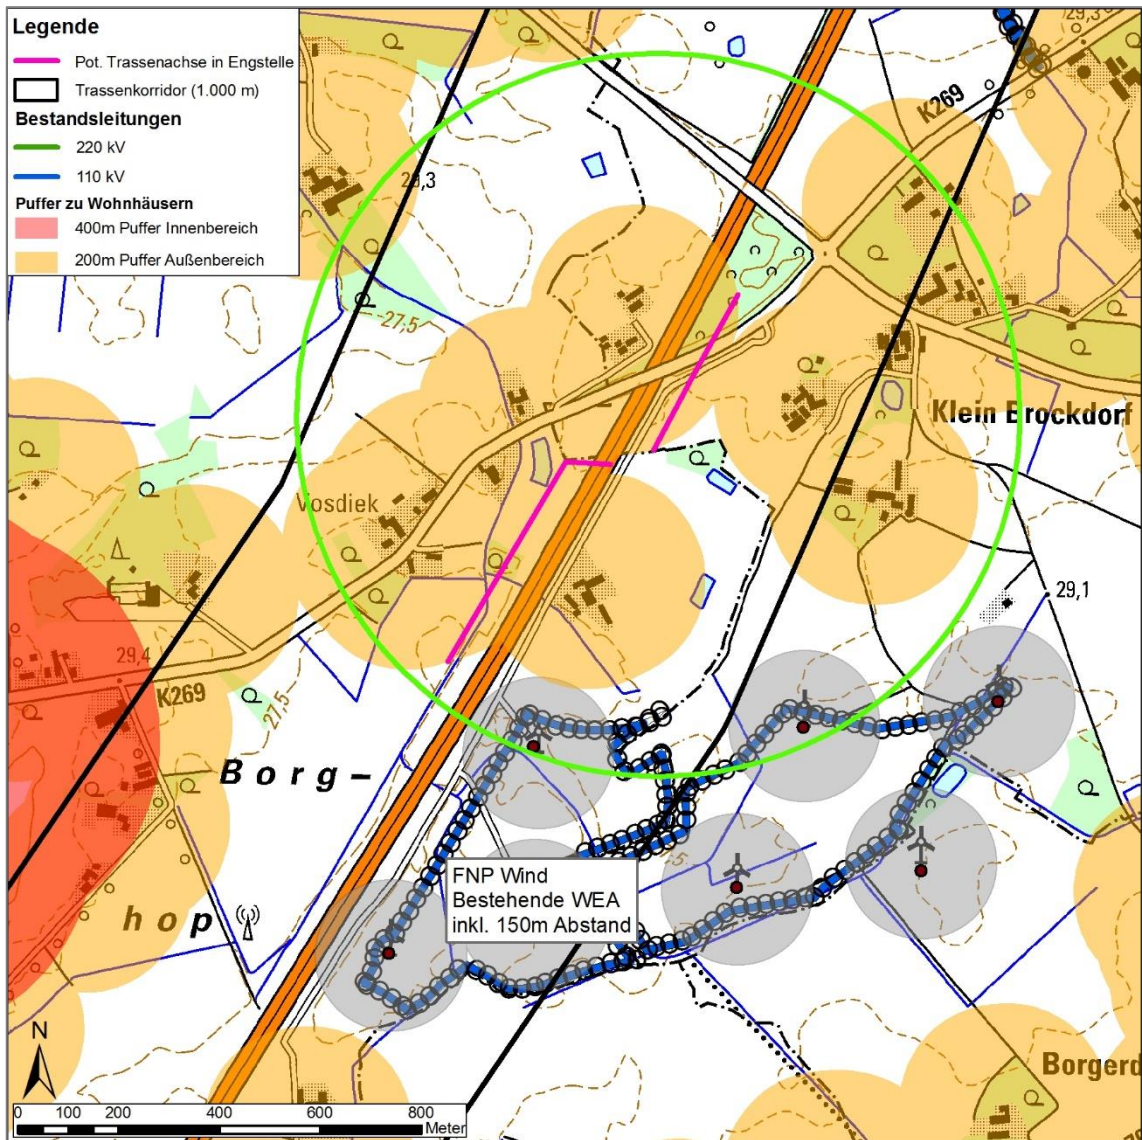 Legende
Pot. Trassenachse in Engstelle
Trassenkorridor (1.000 m)
Bestandsleitungen
220 kV
110 kV
Puffer zu Wohnhäusern
400m Puffer Innenbereich
200m Puffer Außenbereich
29,3
K269
-27,5
Klein Brockdorf
Vosdiek
29,1
29,4
K269
27,5
Borg-
hop
FNP Wind
Bestehende WEA
inkl. 150m Abstand
Borgerd
N
0 100 200 400 600 800
Meter